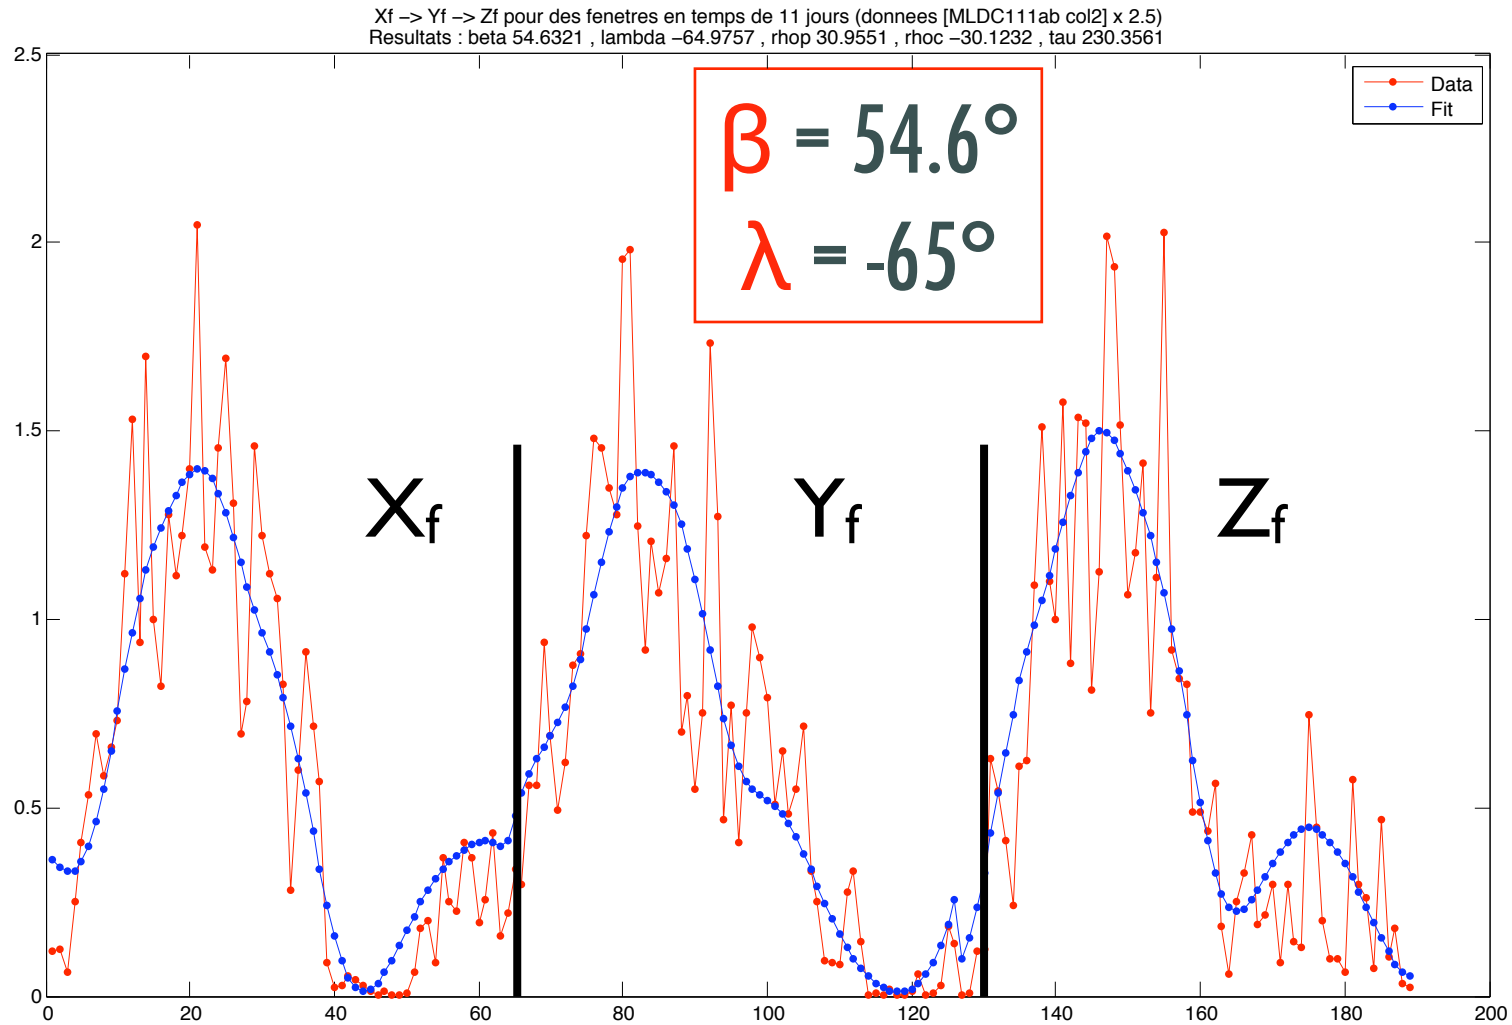 Xf −> Yf −> Zf pour des fenetres en temps de 11 jours (donnees [MLDC111ab col2] x 2.5)
Resultats : beta 54.6321 , lambda −64.9757 , rhop 30.9551 , rhoc −30.1232 , tau 230.3561
2.5
2
1.5
1
0.5
0
β = 54.6°
λ = -65°
Data
Fit
Xf
Yf
Zf
0 20 40 60 80 100 120 140 160 180 200